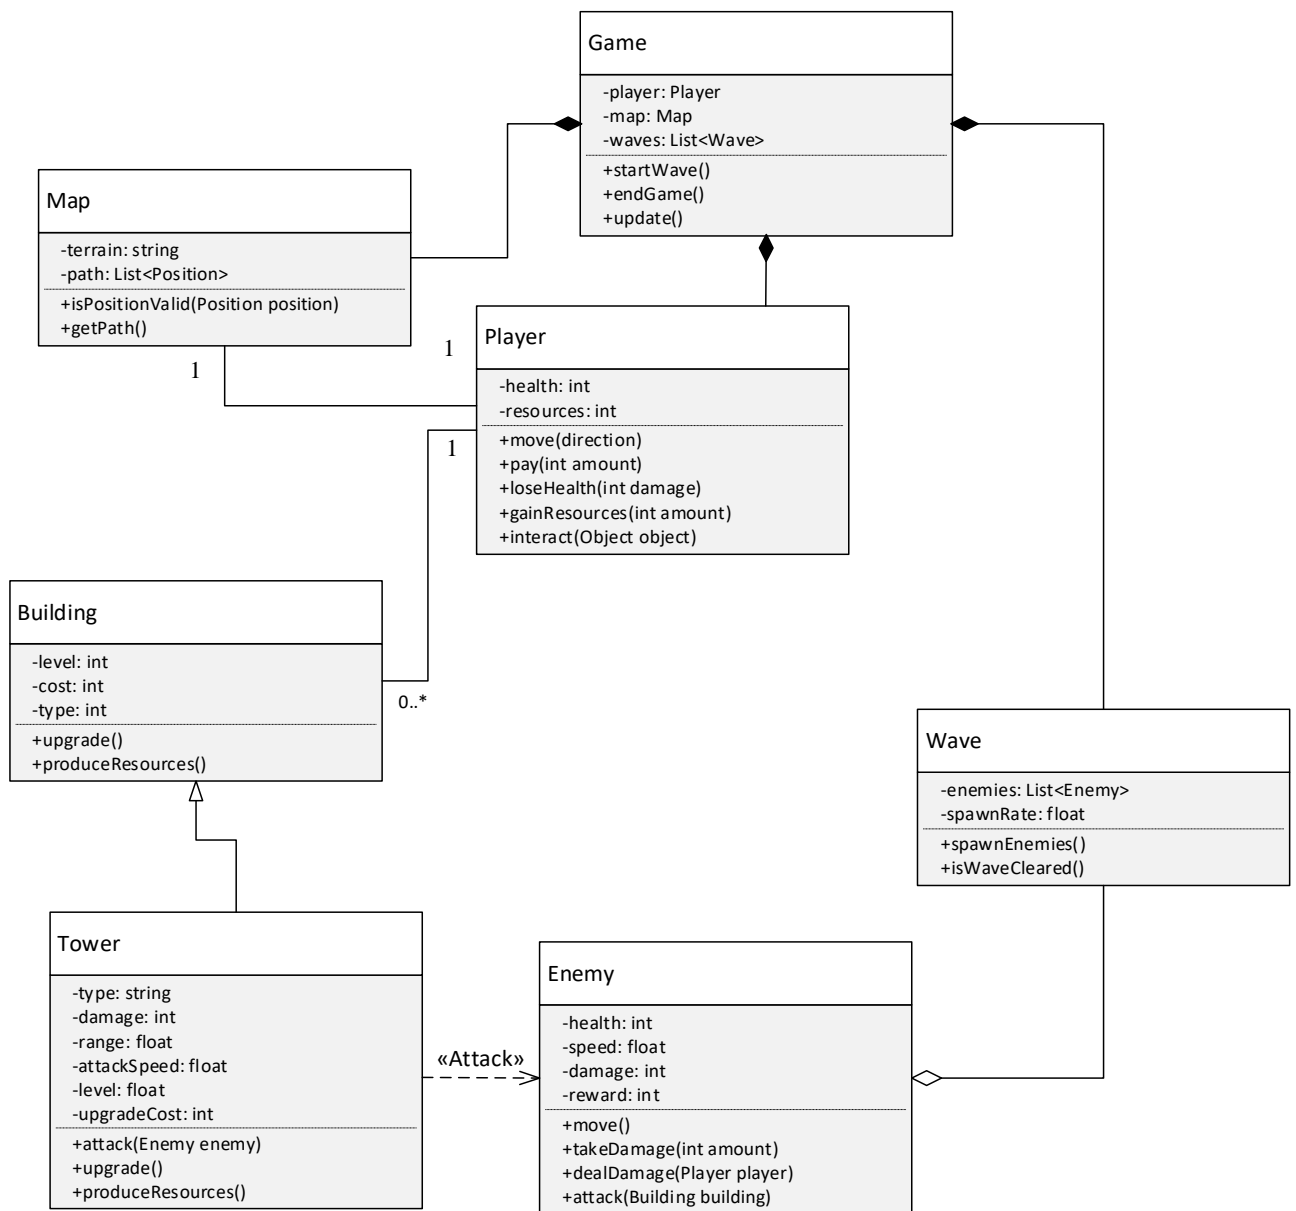 Game
-player: Player
-map: Map
-waves: List<Wave>
+startWave()
+endGame()
+update()
Map
-terrain: string
-path: List<Position>
+isPositionValid(Position position)
+getPath()
1
1
Player
-health: int
-resources: int
+move(direction)
+pay(int amount)
+loseHealth(int damage)
+gainResources(int amount)
+interact(Object object)
1
Building
-level: int
-cost: int
-type: int
+upgrade()
+produceResources()
0..*
Wave
-enemies: List<Enemy>
-spawnRate: float
+spawnEnemies()
+isWaveCleared()
Tower
-type: string
-damage: int
-range: float
-attackSpeed: float
-level: float
-upgradeCost: int
+attack(Enemy enemy)
+upgrade()
+produceResources()
«Attack»
Enemy
-health: int
-speed: float
-damage: int
-reward: int
+move()
+takeDamage(int amount)
+dealDamage(Player player)
+attack(Building building)